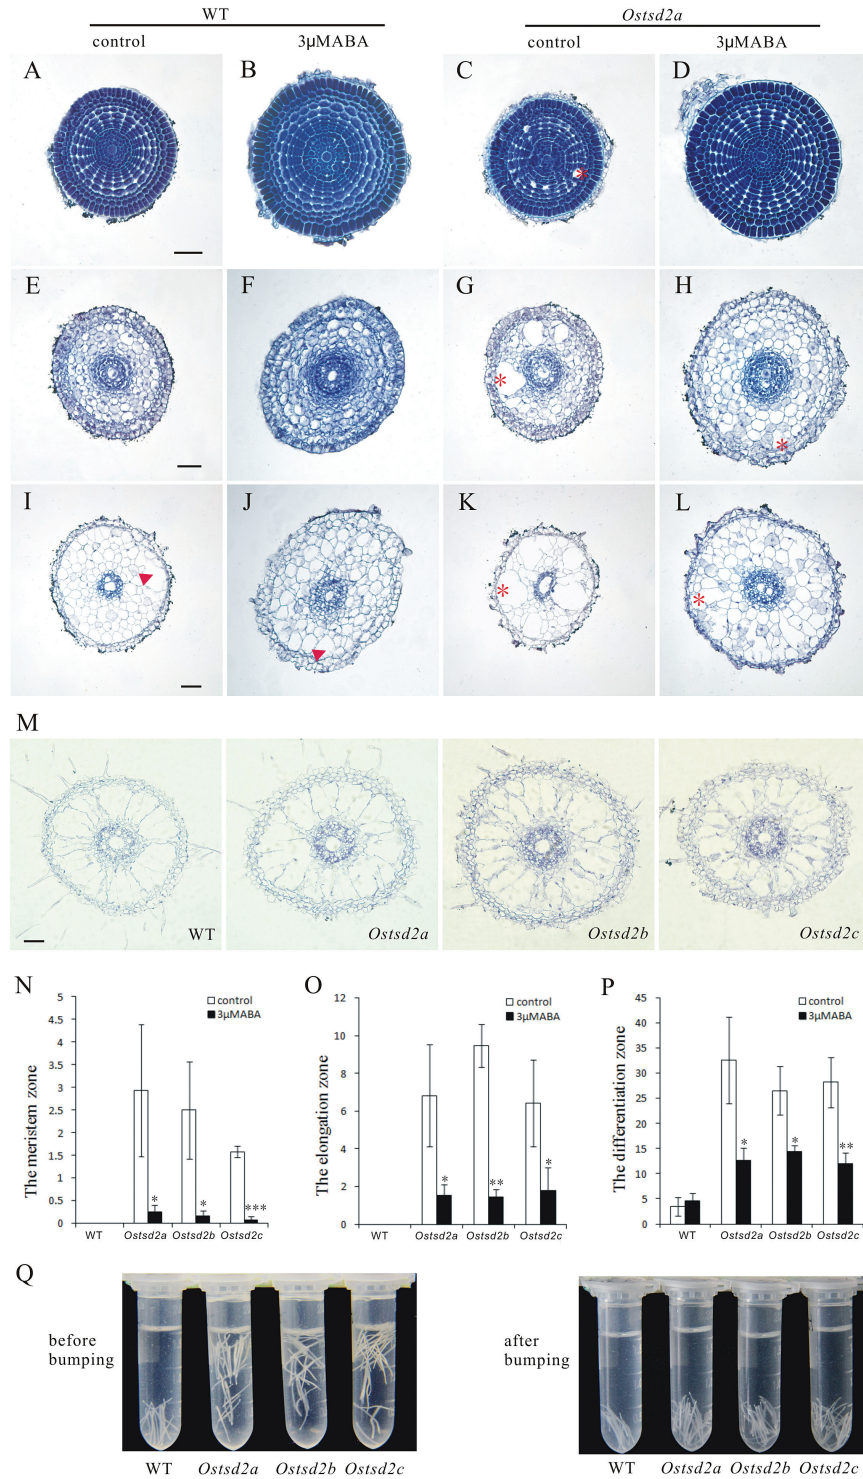 WT
Ostsd2a
control
3µMABA
control
3µMABA
A
B
C
D
*
E
F
G
H
*
*
I
J
K
L
*
*
M
WT
Ostsd2a
Ostsd2b
Ostsd2c
N
The meristem zone
5
4.5
4
3.5
3
2.5
2
1.5
1
0.5
0
control
3µMABA
*
*
***
WT
Ostsd2a
Ostsd2b
Ostsd2c
O
The elongation zone
12
10
8
6
4
2
0
control
3µMABA
*
**
*
WT
Ostsd2a
Ostsd2b
Ostsd2c
P
The differentiation zone
45
40
35
30
25
20
15
10
5
0
control
3µMABA
*
*
**
WT
Ostsd2a
Ostsd2b
Ostsd2c
Q
before
bumping
WT
Ostsd2a
Ostsd2b
Ostsd2c
after
bumping
WT
Ostsd2a
Ostsd2b
Ostsd2c